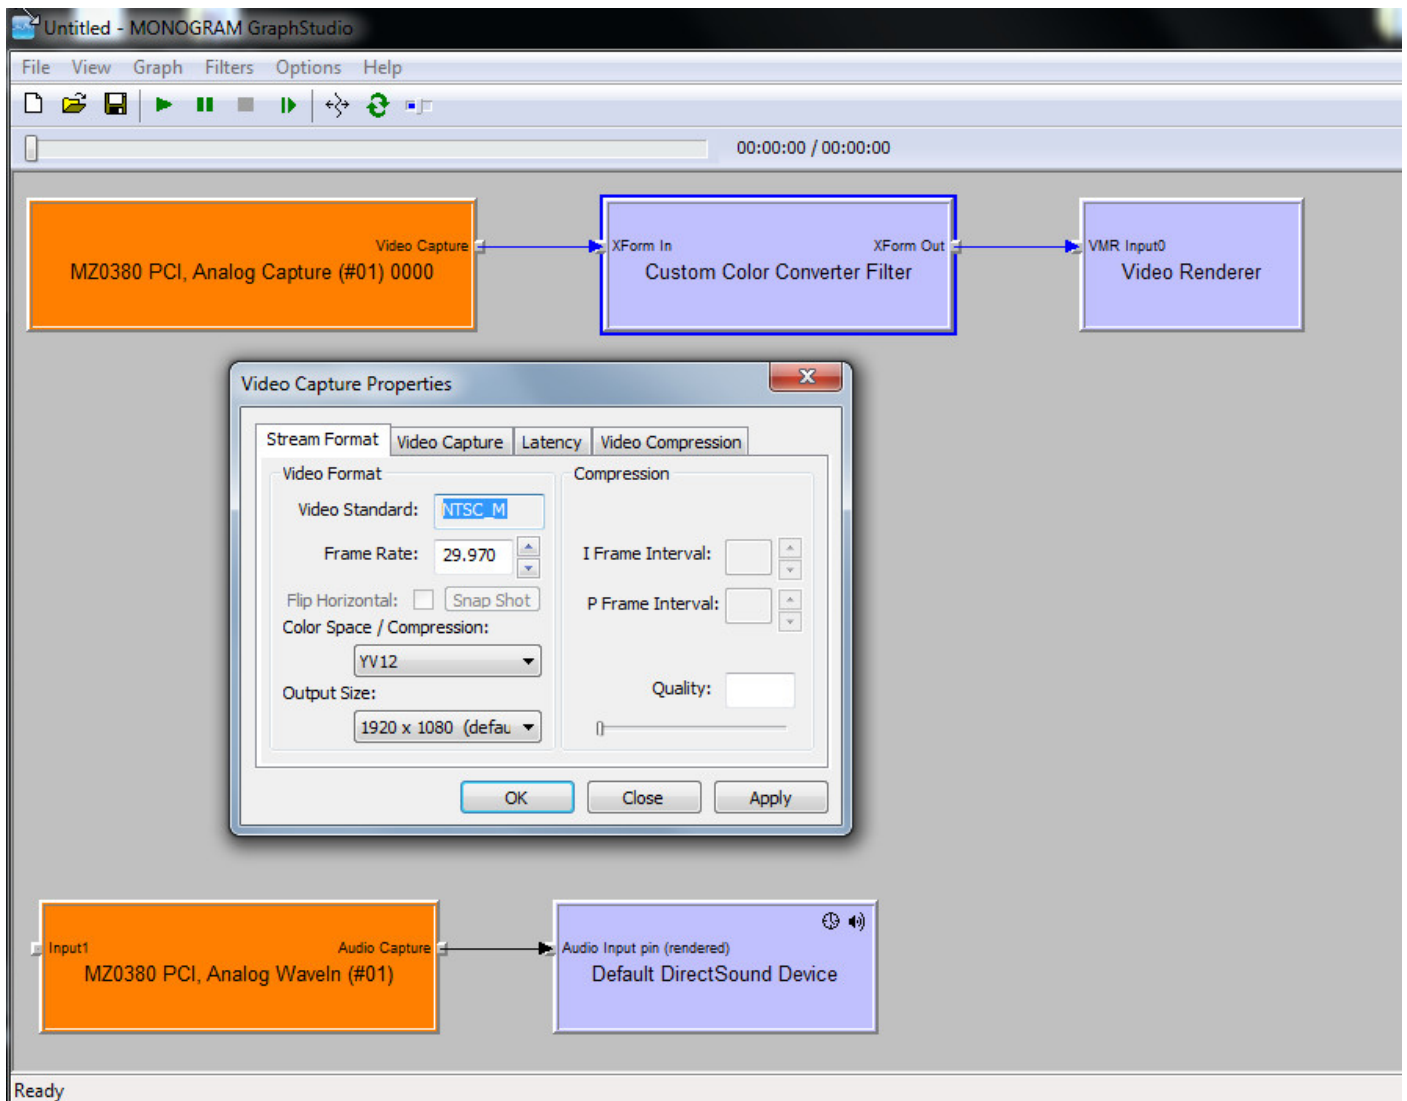 Untitled - MONOGRAM GraphStudio
File View Graph Filters Options Help
00:00:00 / 00:00:00
Video Capture
MZ0380 PCI, Analog Capture (#01) 0000
XForm In XForm Out
Custom Color Converter Filter
VMR Input0
Video Renderer
Video Capture Properties
Stream Format Video Capture Latency Video Compression
Video Format
Video Standard: NTSC_M
Frame Rate: 29.970
Flip Horizontal: Snap Shot
Color Space / Compression:
YV12
Output Size:
1920 x 1080 (defau
Compression
I Frame Interval:
P Frame Interval:
Quality:
OK Close Apply
Input1 Audio Capture
MZ0380 PCI, Analog WaveIn (#01)
Audio Input pin (rendered)
Default DirectSound Device
Ready